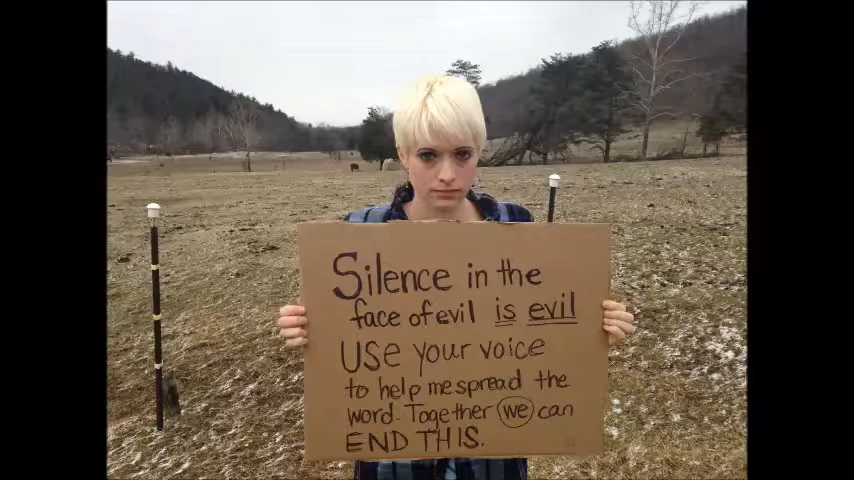 Silence in the
face of evil is evil
USE your voice
to help me spread the
word. Together we can
END THIS.